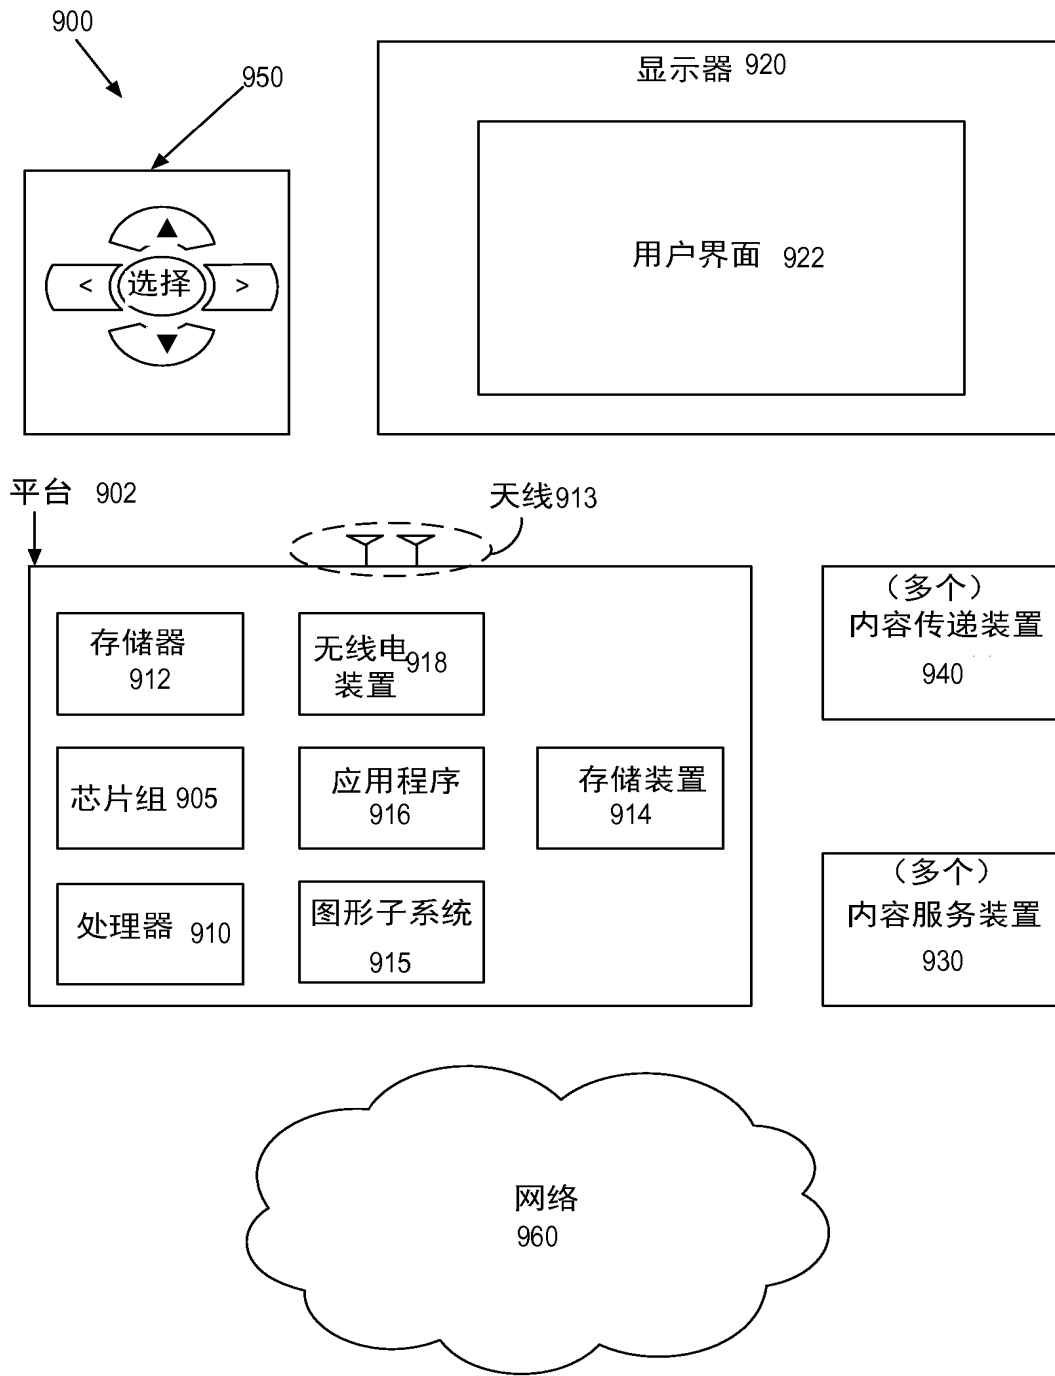 900
950
显示器 920
用户界面 922
▲
< 选择 >
▼
平台 902
天线913
存储器
912
无线电
装置 918
芯片组 905
应用程序
916
存储装置
914
处理器 910
图形子系统
915
(多个)
内容传递装置
940
(多个)
内容服务装置
930
网络
960